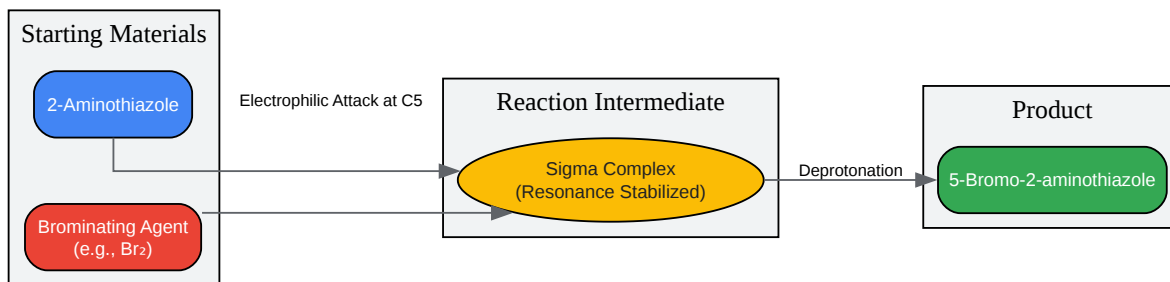 Starting Materials
2-Aminothiazole
Brominating Agent
(e.g., Br₂)
Electrophilic Attack at C5
Reaction Intermediate
Sigma Complex
(Resonance Stabilized)
Deprotonation
Product
5-Bromo-2-aminothiazole